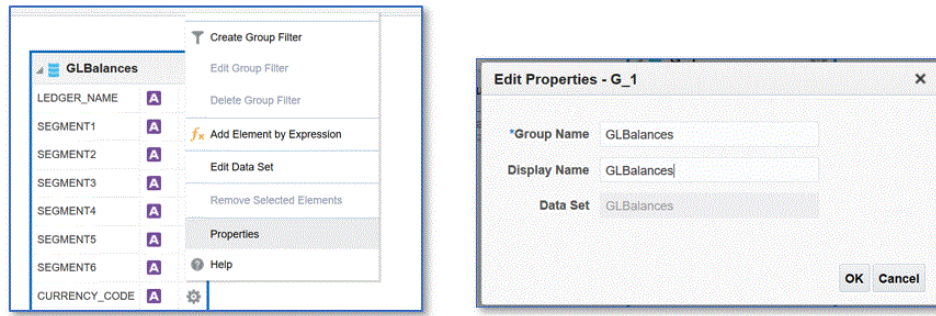 GLBalances
LEDGER_NAME A
SEGMENT1 A
SEGMENT2 A
SEGMENT3 A
SEGMENT4 A
SEGMENT5 A
SEGMENT6 A
CURRENCY_CODE A
Create Group Filter
Edit Group Filter
Delete Group Filter
fx Add Element by Expression
Edit Data Set
Remove Selected Elements
Properties
? Help
Edit Properties - G_1
*Group Name GLBalances
Display Name GLBalances
Data Set GLBalances
OK Cancel